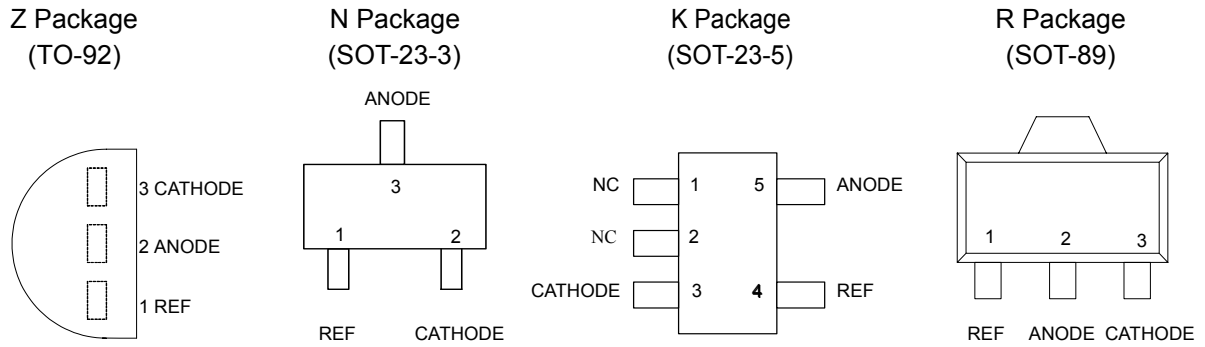 Z Package
(TO-92)
3 CATHODE
2 ANODE
1 REF
N Package
(SOT-23-3)
ANODE
3
1 2
REF CATHODE
K Package
(SOT-23-5)
NC 1 5 ANODE
NC 2
CATHODE 3 4 REF
R Package
(SOT-89)
1 2 3
REF ANODE CATHODE